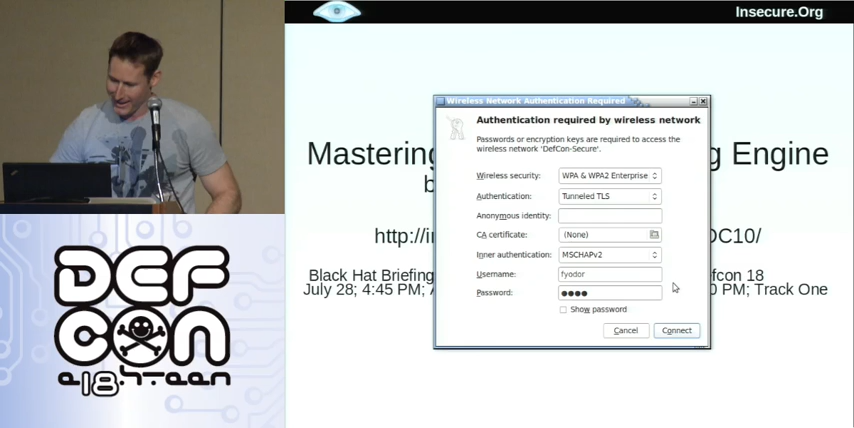 Insecure.Org
Wireless Network Authentication Required
Authentication required by wireless network
Passwords or encryption keys are required to access the
wireless network 'DefCon-Secure'.
Mastering
g Engine
b
Wireless security: WPA & WPA2 Enterprise
Authentication: Tunneled TLS
Anonymous identity:
http://i
CA certificate: (None)
DC10/
Inner authentication: MSCHAPv2
Black Hat Briefing
Username: fyodor
efcon 18
July 28; 4:45 PM; A
Password:
0 PM; Track One
Show password
Cancel Connect
DEF
CON
e18.h-teen